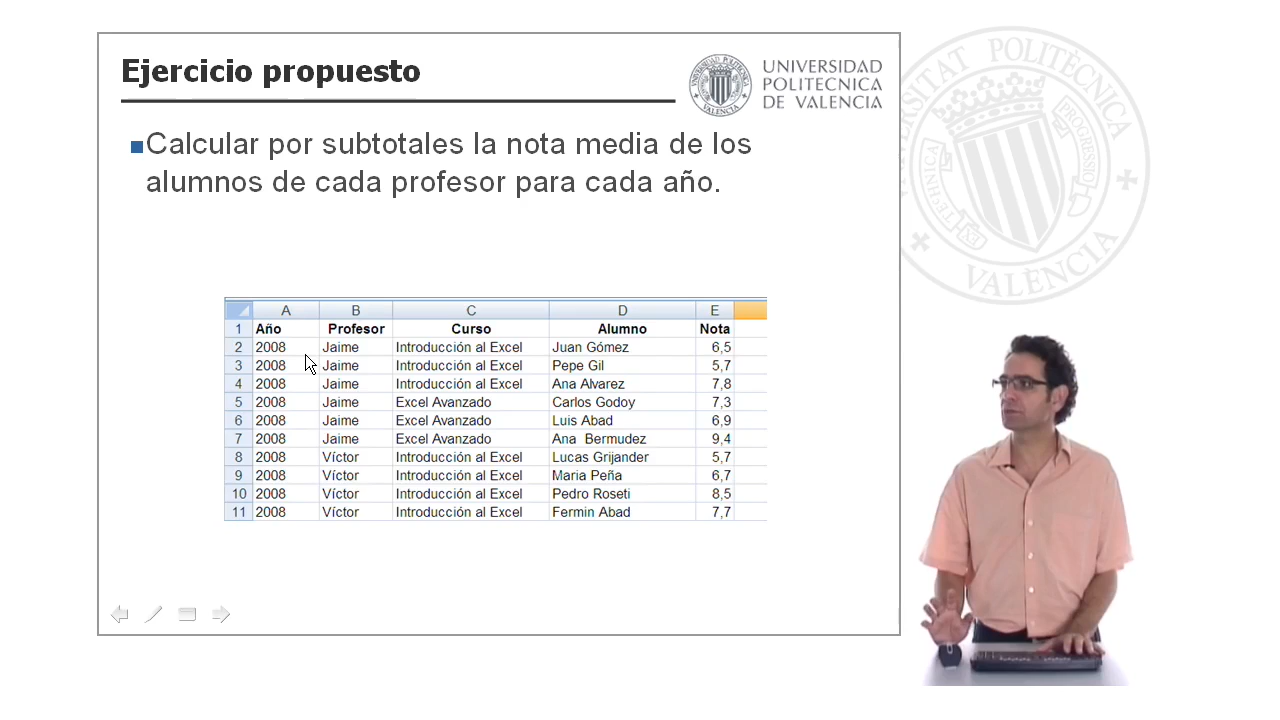 Ejercicio propuesto
UNIVERSIDAD
POLITECNICA
DE VALENCIA
Calcular por subtotales la nota media de los
alumnos de cada profesor para cada año.
A B C D E
1 Año Profesor Curso Alumno Nota
2 2008 Jaime Introducción al Excel Juan Gómez 6,5
3 2008 Jaime Introducción al Excel Pepe Gil 5,7
4 2008 Jaime Introducción al Excel Ana Alvarez 7,8
5 2008 Jaime Excel Avanzado Carlos Godoy 7,3
6 2008 Jaime Excel Avanzado Luis Abad 6,9
7 2008 Jaime Excel Avanzado Ana Bermudez 9,4
8 2008 Víctor Introducción al Excel Lucas Grijander 5,7
9 2008 Víctor Introducción al Excel Maria Peña 6,7
10 2008 Víctor Introducción al Excel Pedro Roseti 8,5
11 2008 Víctor Introducción al Excel Fermin Abad 7,7
POLITÈCNICA
VALÈNCIA